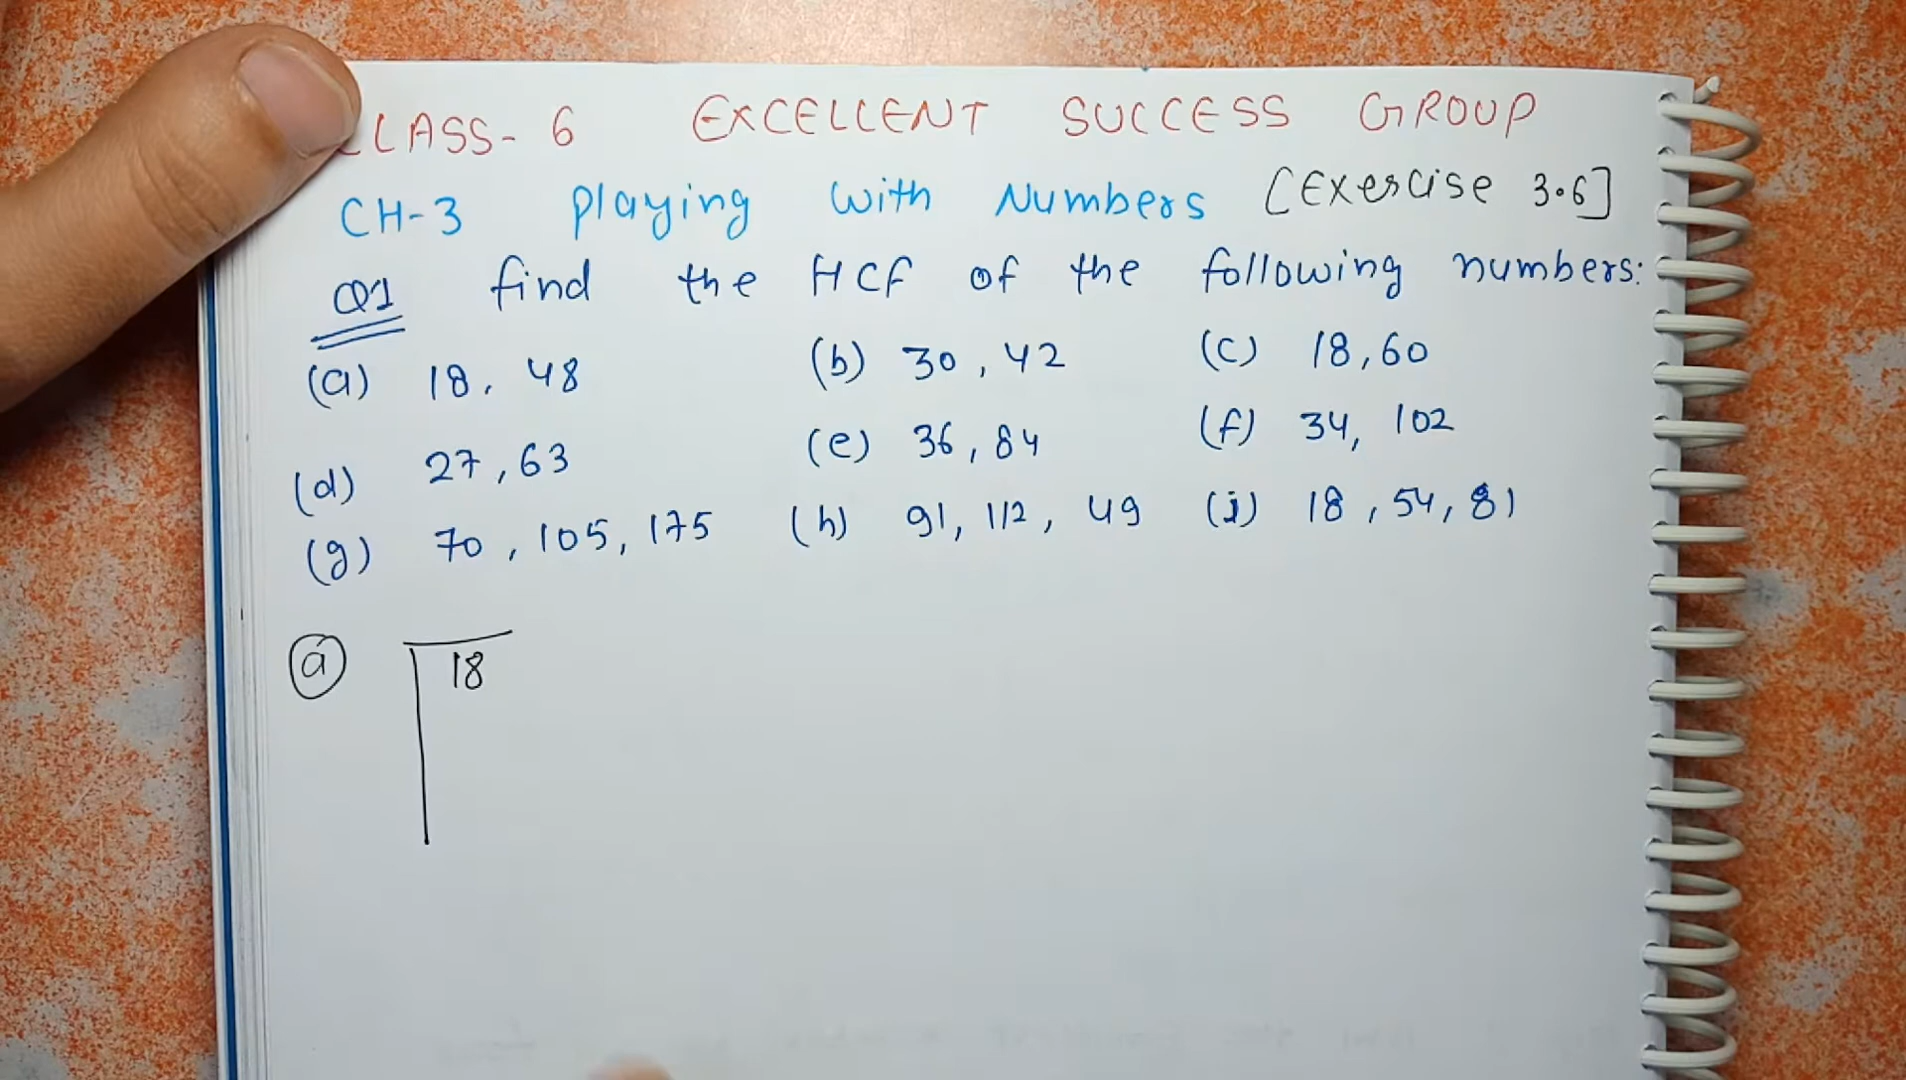 CLASS- 6 EXCELLENT SUCCESS GROUP
CH-3 Playing with Numbers [Exercise 3.6]
Q1 find the HCF of the following numbers:
(a) 18, 48 (b) 30, 42 (c) 18,60
(d) 27,63 (e) 36, 84 (f) 34, 102
(g) 70, 105, 175 (h) 91, 112, 49 (i) 18, 54, 81
(a) 18